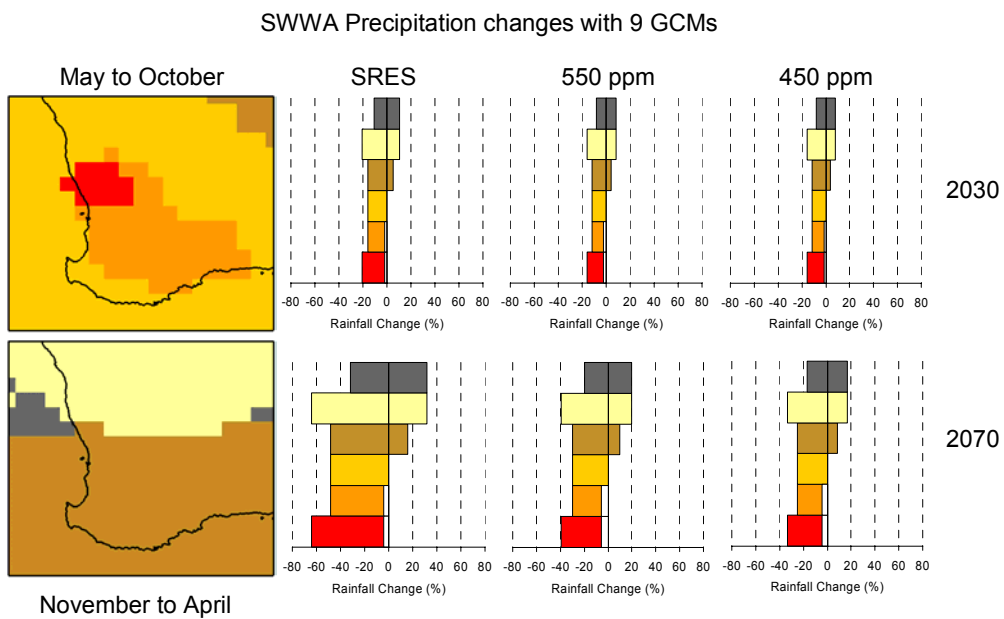 SWWA Precipitation changes with 9 GCMs
May to October
SRES
550 ppm
450 ppm
-80 -60 -40 -20 0 20 40 60 80
Rainfall Change (%)
-80 -60 -40 -20 0 20 40 60 80
Rainfall Change (%)
-80 -60 -40 -20 0 20 40 60 80
Rainfall Change (%)
2030
-80 -60 -40 -20 0 20 40 60 80
Rainfall Change (%)
-80 -60 -40 -20 0 20 40 60 80
Rainfall Change (%)
-80 -60 -40 -20 0 20 40 60 80
Rainfall Change (%)
2070
November to April